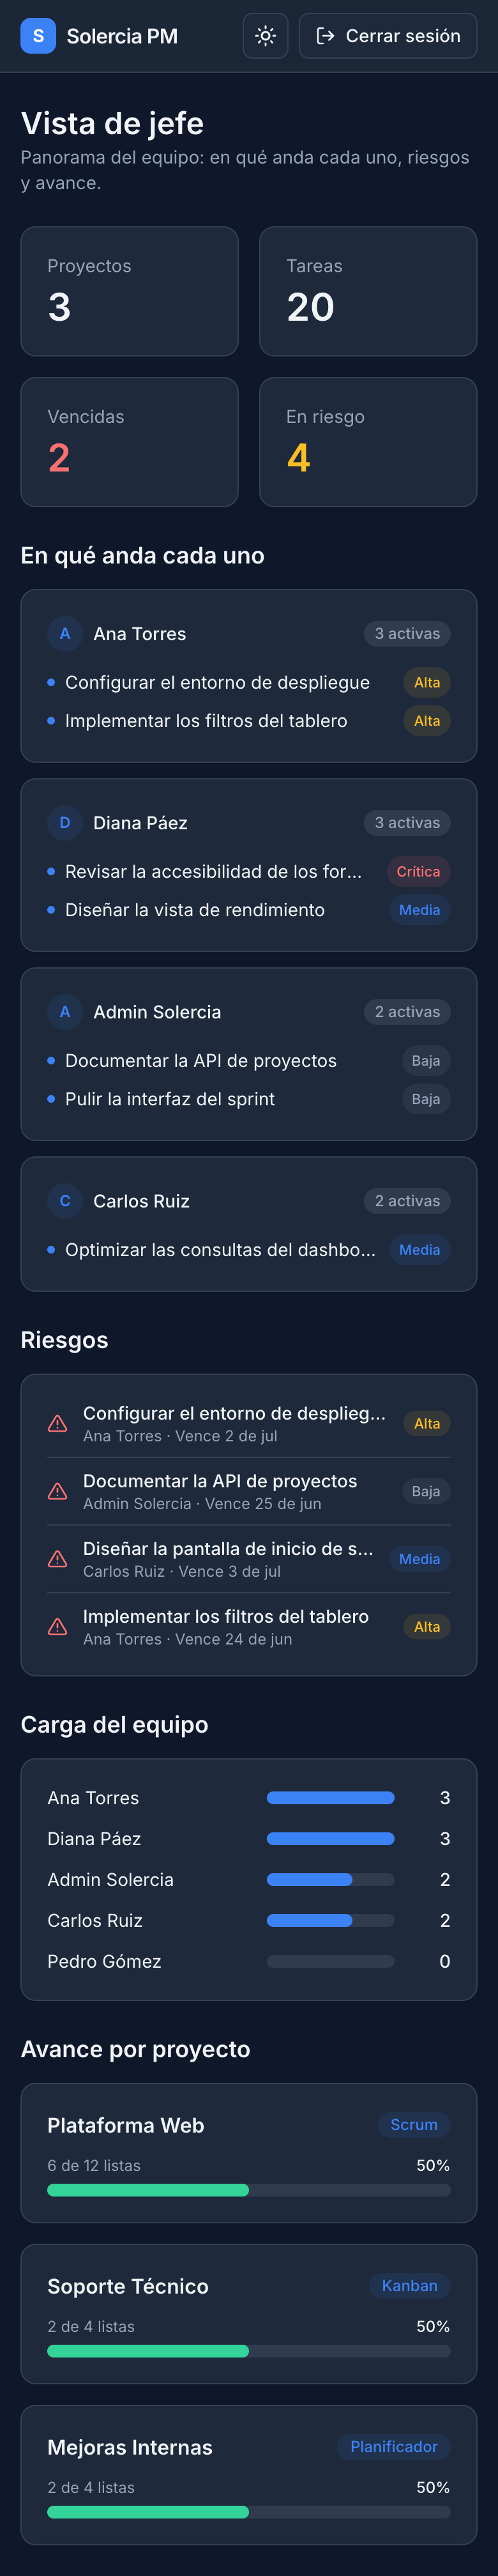 S Solercia PM Cerrar sesión
Vista de jefe
Panorama del equipo: en qué anda cada uno, riesgos
y avance.
Proyectos
3
Tareas
20
Vencidas
2
En riesgo
4
En qué anda cada uno
A Ana Torres 3 activas
Configurar el entorno de despliegue Alta
Implementar los filtros del tablero Alta
D Diana Páez 3 activas
Revisar la accesibilidad de los for... Crítica
Diseñar la vista de rendimiento Media
A Admin Solercia 2 activas
Documentar la API de proyectos Baja
Pulir la interfaz del sprint Baja
C Carlos Ruiz 2 activas
Optimizar las consultas del dashbo... Media
Riesgos
Configurar el entorno de desplieg... Alta
Ana Torres · Vence 2 de jul
Documentar la API de proyectos Baja
Admin Solercia · Vence 25 de jun
Diseñar la pantalla de inicio de s... Media
Carlos Ruiz · Vence 3 de jul
Implementar los filtros del tablero Alta
Ana Torres · Vence 24 de jun
Carga del equipo
Ana Torres 3
Diana Páez 3
Admin Solercia 2
Carlos Ruiz 2
Pedro Gómez 0
Avance por proyecto
Plataforma Web Scrum
6 de 12 listas 50%
Soporte Técnico Kanban
2 de 4 listas 50%
Mejoras Internas Planificador
2 de 4 listas 50%